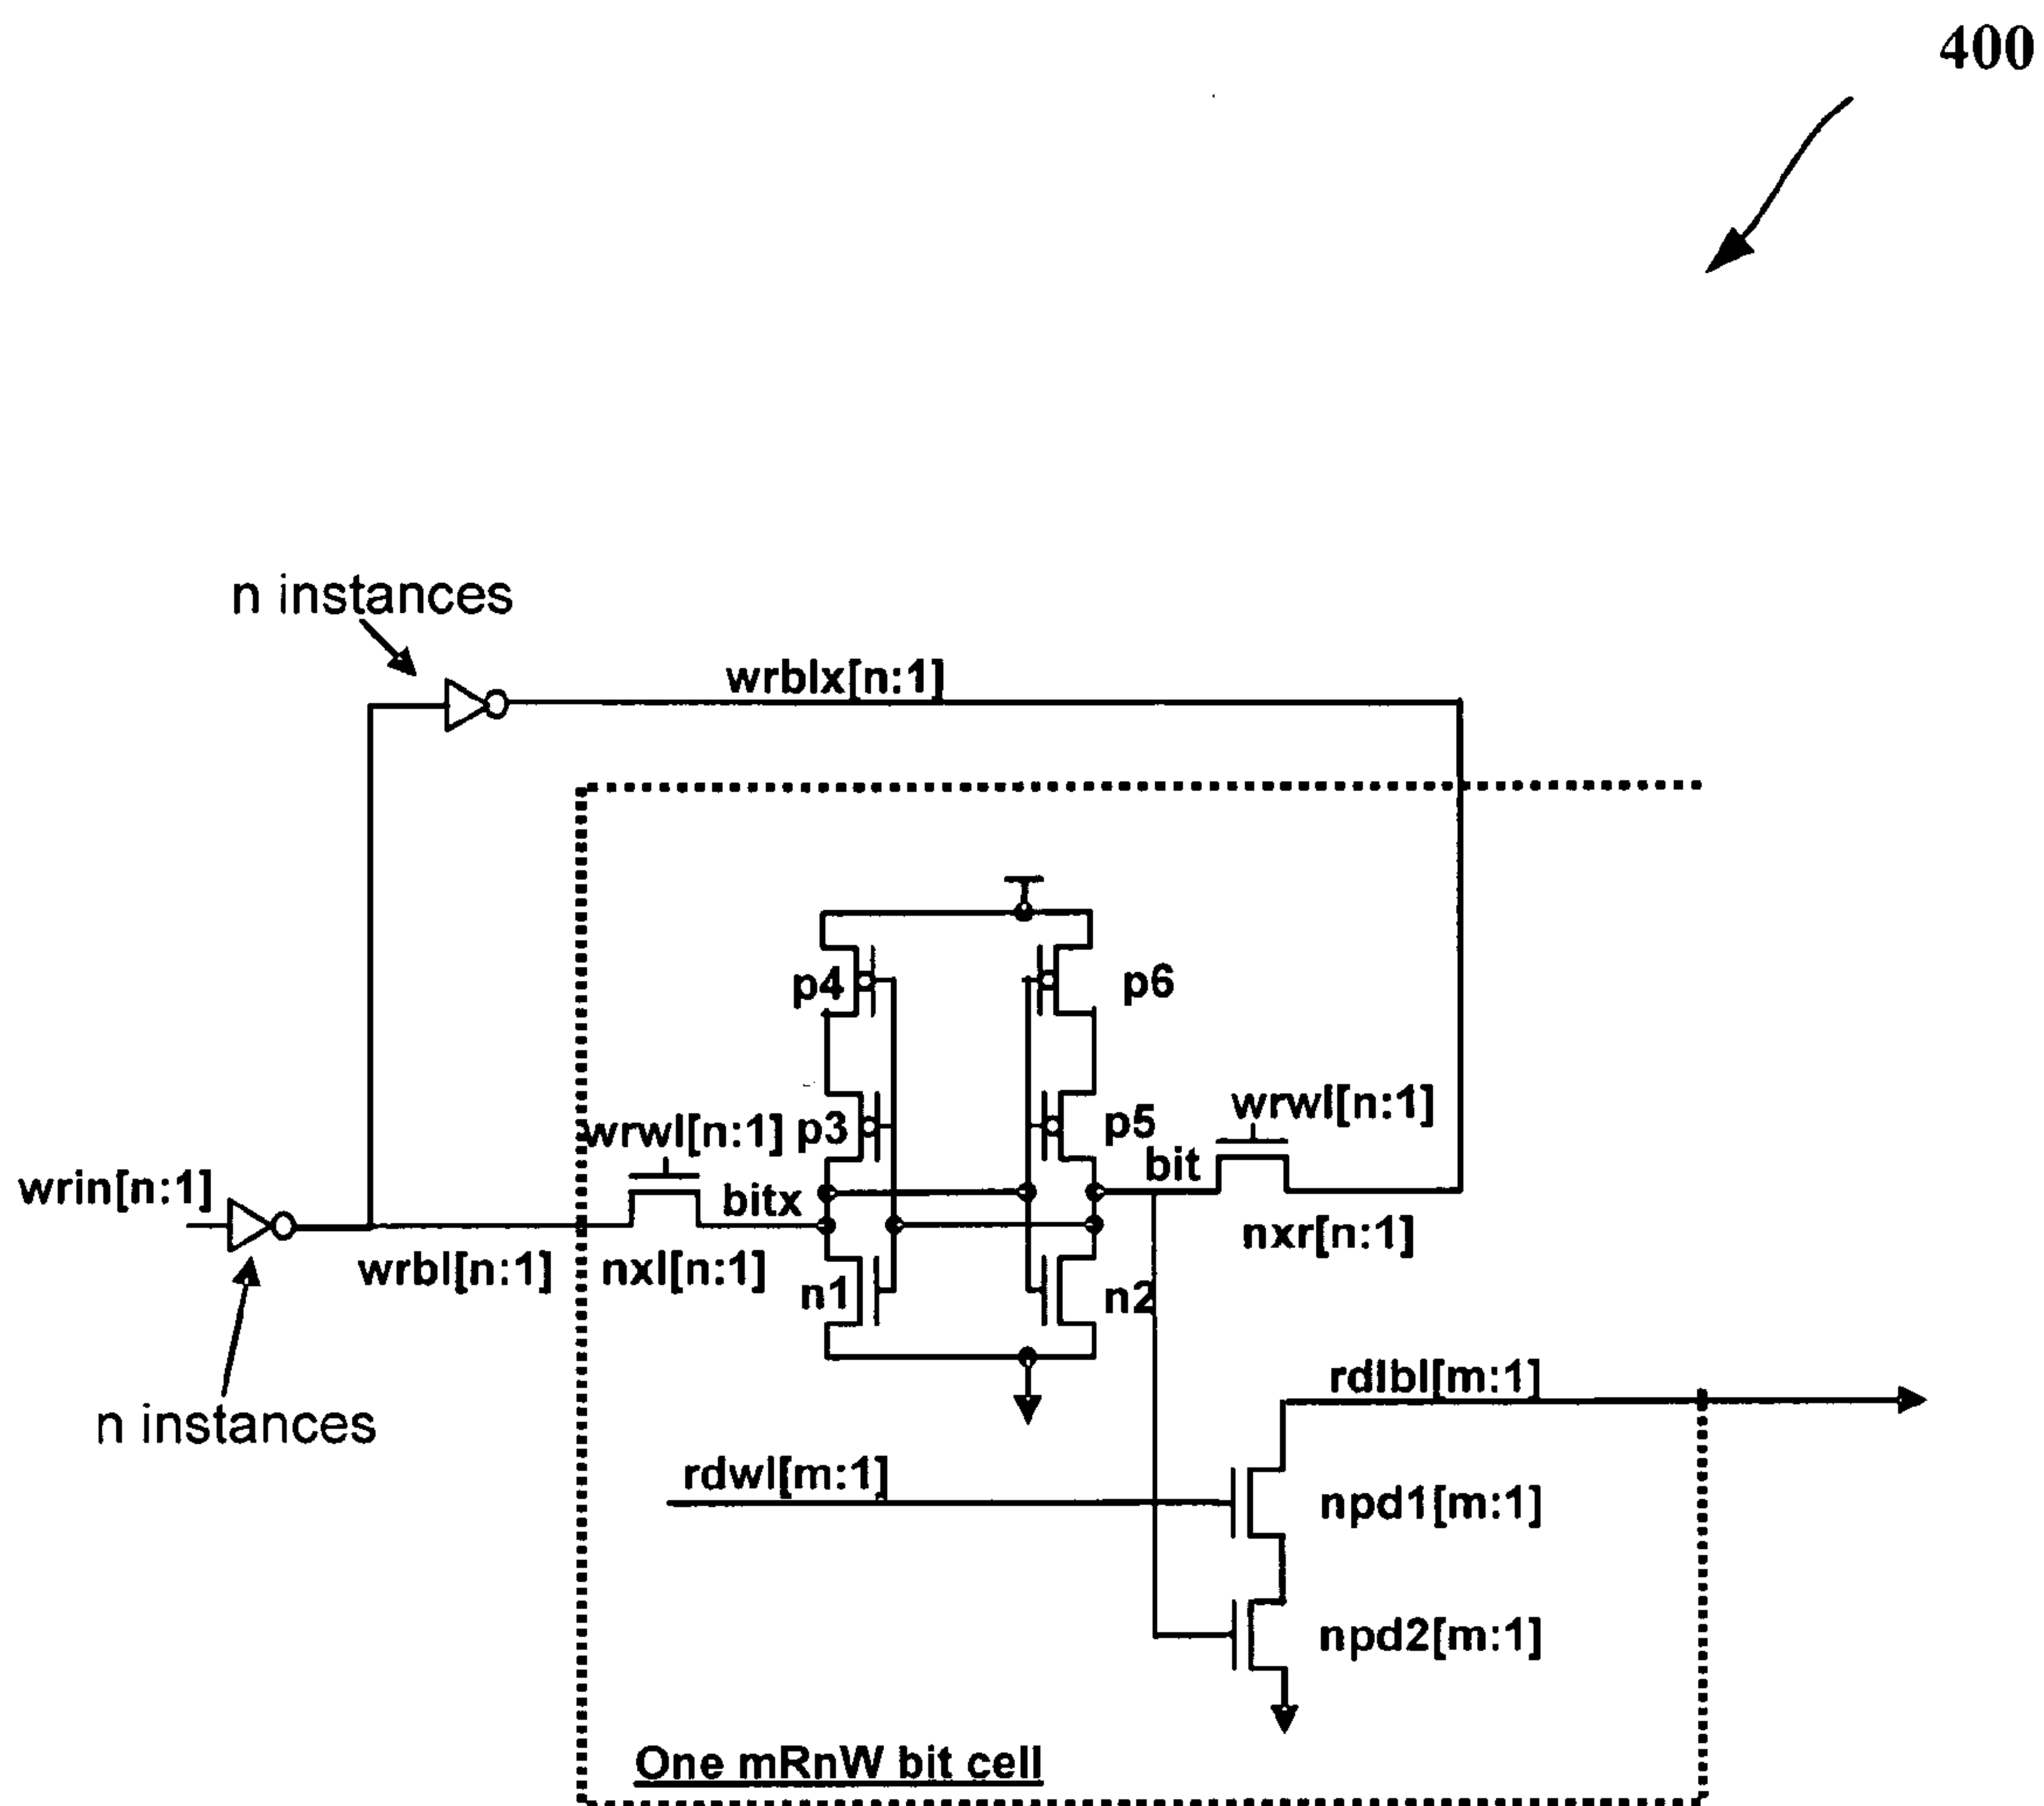 400
n instances
wrblx[n:1]
p4
p6
wrwl[n:1]
wrwl[n:1]
p3
p5
bit
wrin[n:1]
bitx
nxr[n:1]
wrbl[n:1]
nxl[n:1]
n1
n2
rdlbl[m:1]
n instances
rdwl[m:1]
npd1[m:1]
npd2[m:1]
One mRnW bit cell